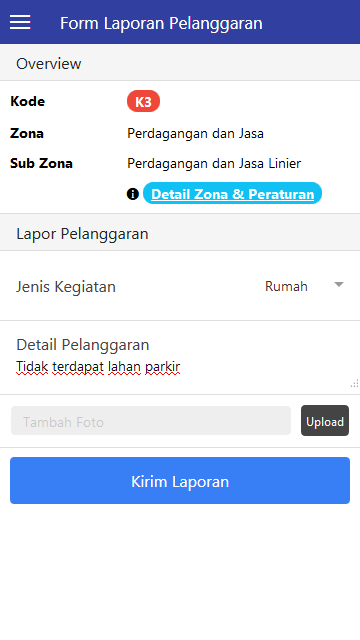 Form Laporan Pelanggaran
Overview
Kode K3
Zona Perdagangan dan Jasa
Sub Zona Perdagangan dan Jasa Linier
Detail Zona & Peraturan
Lapor Pelanggaran
Jenis Kegiatan Rumah
Detail Pelanggaran
Tidak terdapat lahan parkir
Tambah Foto Upload
Kirim Laporan